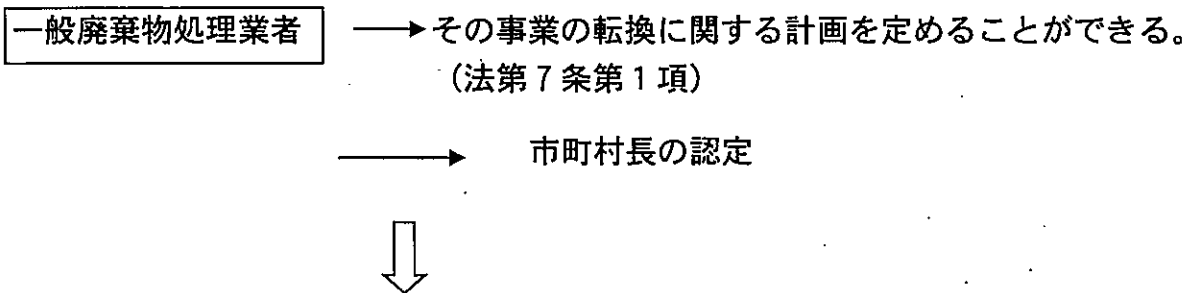 一般廃棄物処理業者 → その事業の転換に関する計画を定めることができる。
（法第７条第１項）
→ 市町村長の認定